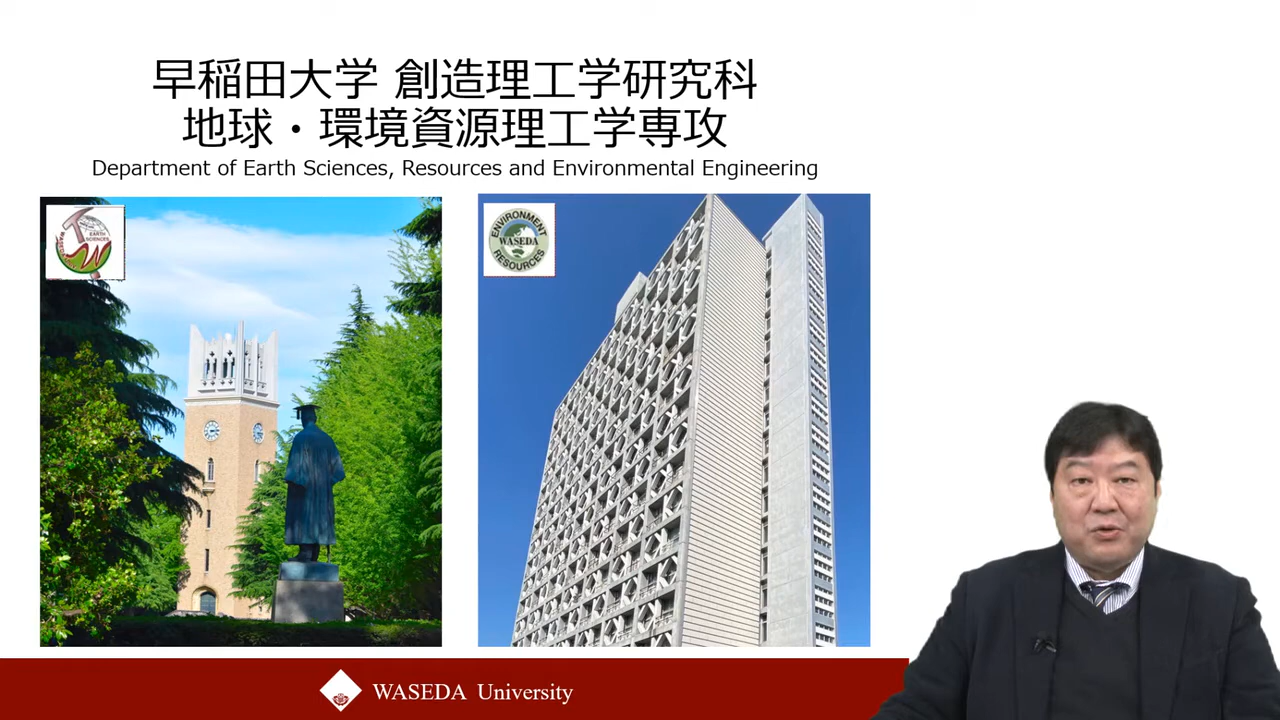 早稲田大学 創造理工学研究科
地球・環境資源理工学専攻
Department of Earth Sciences, Resources and Environmental Engineering
EARTH
SCIENCES
ENVIRONMENT
WASEDA
RESOURCES
WASEDA University